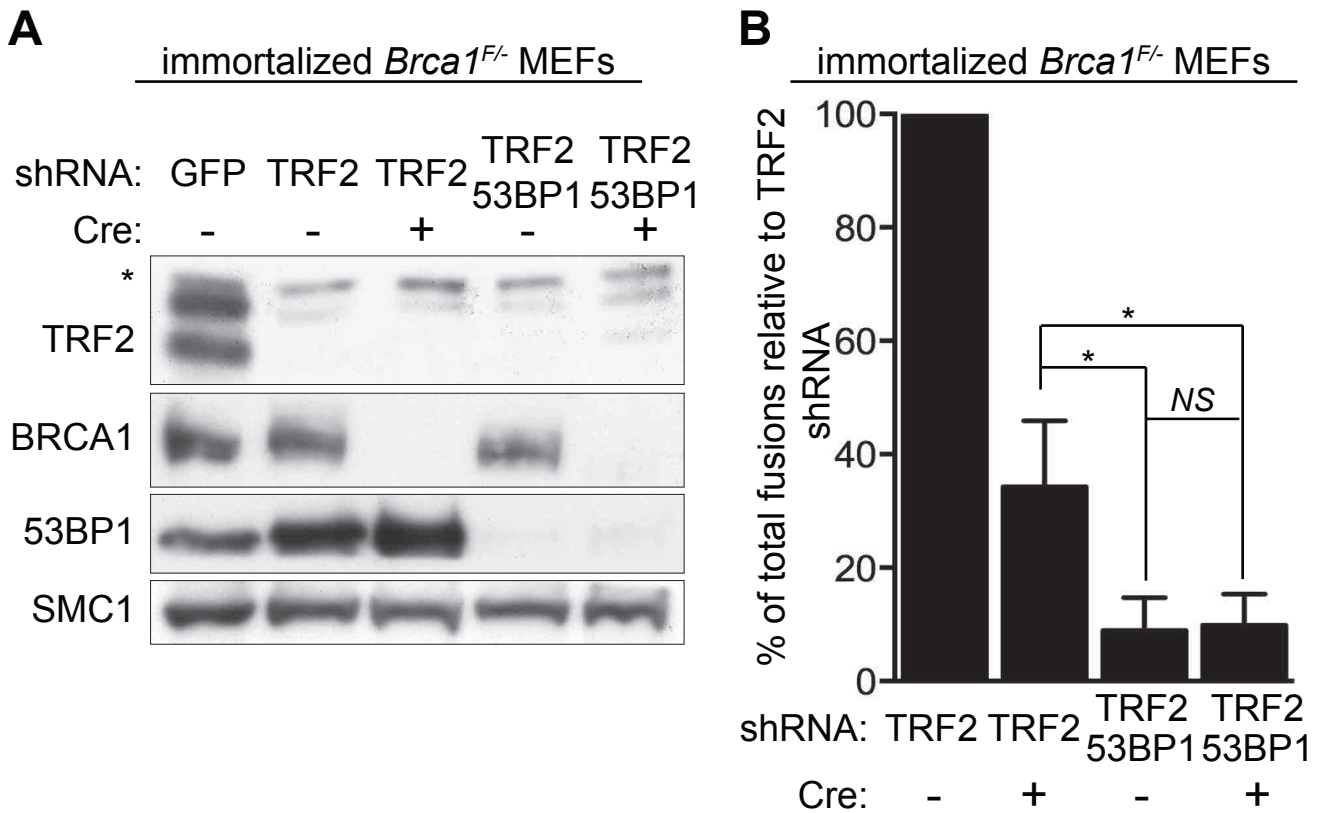 A
immortalized Brca1F/- MEFs
shRNA: GFP TRF2 TRF2 TRF2 53BP1 TRF2 53BP1
Cre: - - + - +
*
TRF2
BRCA1
53BP1
SMC1
B
immortalized Brca1F/- MEFs
% of total fusions relative to TRF2
shRNA
100
80
60
40
20
0
*
*
NS
shRNA: TRF2 TRF2 TRF2 53BP1 TRF2 53BP1
Cre: - + - +